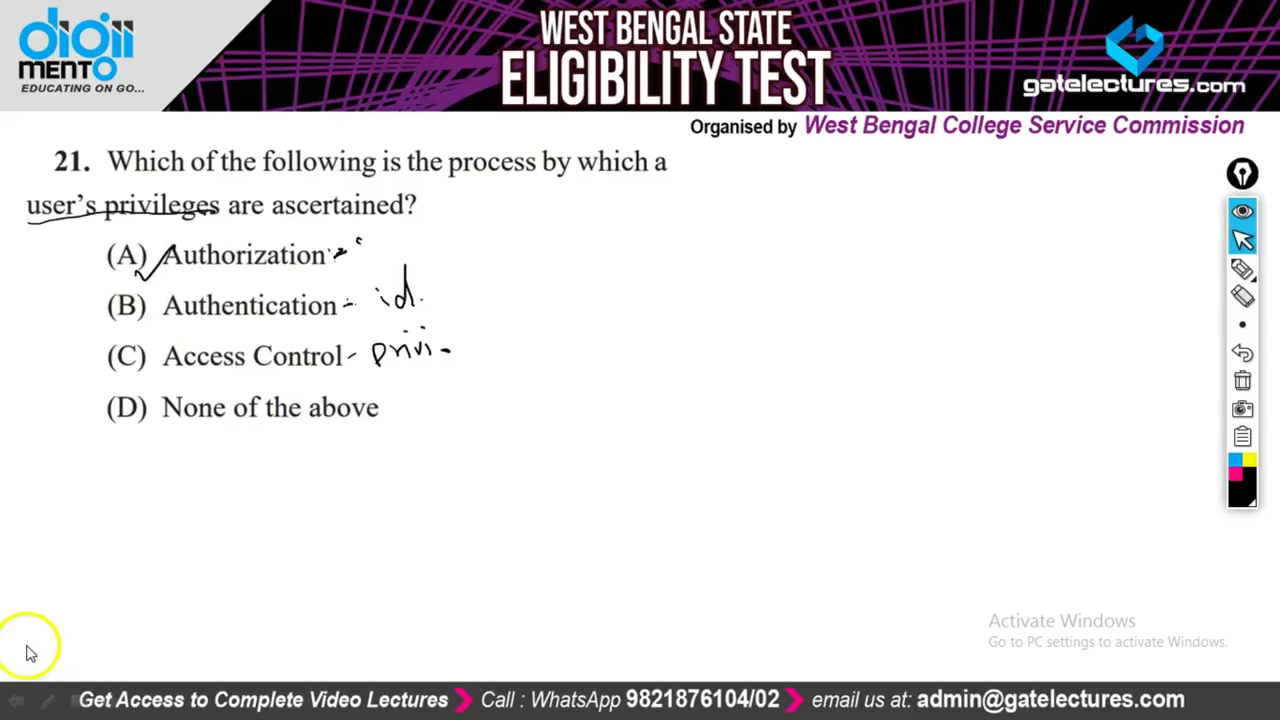 digii
MENTO
EDUCATING ON GO...
WEST BENGAL STATE
ELIGIBILITY TEST
gatelectures.com
Organised by West Bengal College Service Commission
21. Which of the following is the process by which a
user's privileges are ascertained?
(A) Authorization
(B) Authentication - id.
(C) Access Control - privi -
(D) None of the above
Activate Windows
Go to PC settings to activate Windows.
Get Access to Complete Video Lectures Call : WhatsApp 9821876104/02 email us at: admin@gatelectures.com